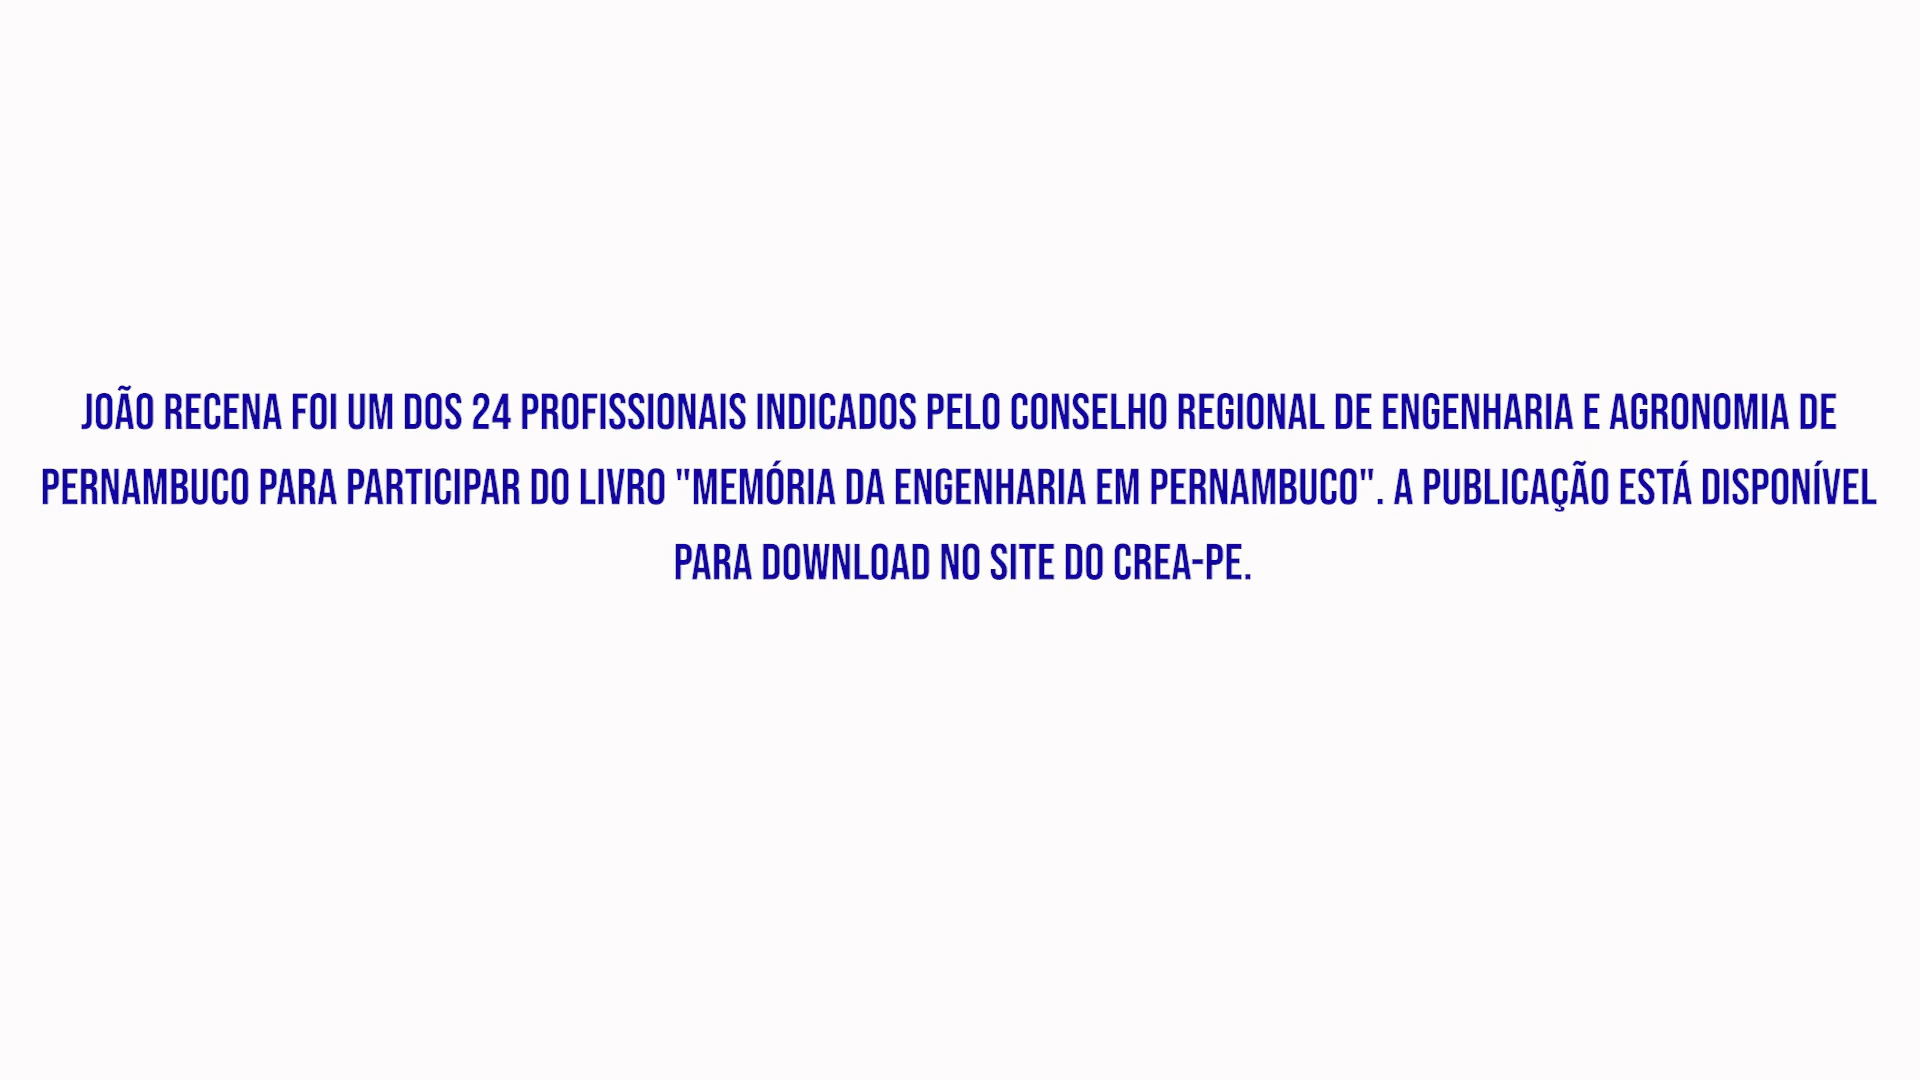 JOÃO RECENA FOI UM DOS 24 PROFISSIONAIS INDICADOS PELO CONSELHO REGIONAL DE ENGENHARIA E AGRONOMIA DE
PERNAMBUCO PARA PARTICIPAR DO LIVRO "MEMÓRIA DA ENGENHARIA EM PERNAMBUCO". A PUBLICAÇÃO ESTÁ DISPONÍVEL
PARA DOWNLOAD NO SITE DO CREA-PE.